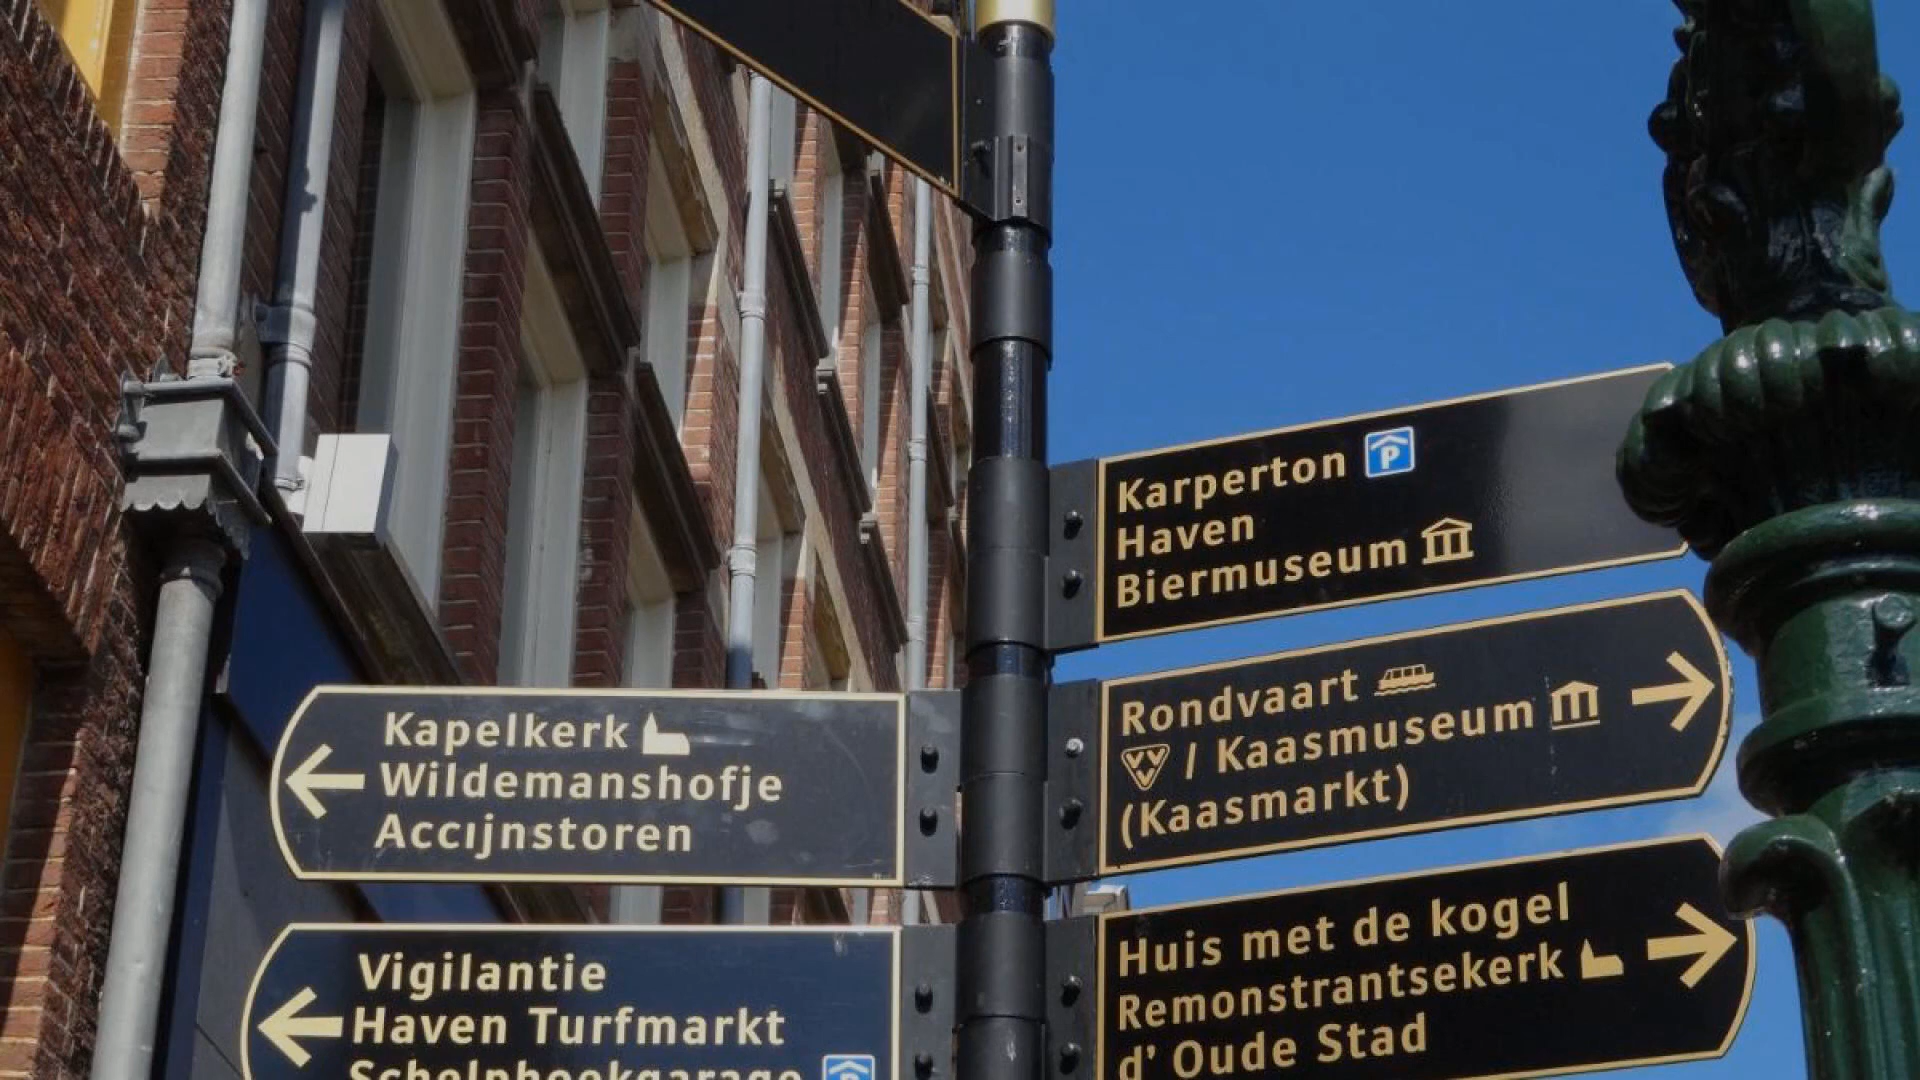 Karperton P
Haven
Biermuseum
Rondvaart
/ Kaasmuseum
(Kaasmarkt)
Huis met de kogel
Remonstrantsekerk
d' Oude Stad
Kapelkerk
Wildemanshofje
Accijnstoren
Vigilantie
Haven Turfmarkt
Schelphoekgarage P